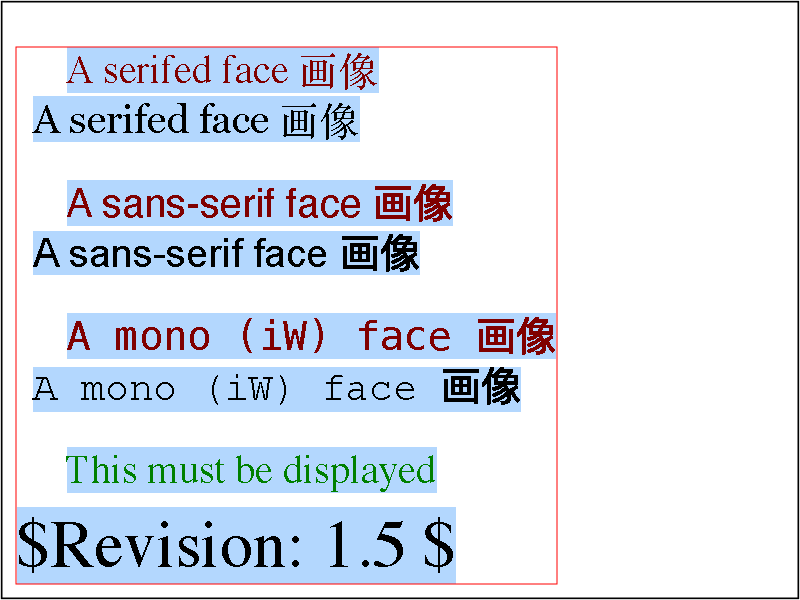 A serifed face 画像
A serifed face 画像
A sans-serif face 画像
A sans-serif face 画像
A mono (iW) face 画像
A mono (iW) face 画像
This must be displayed
$Revision: 1.5 $